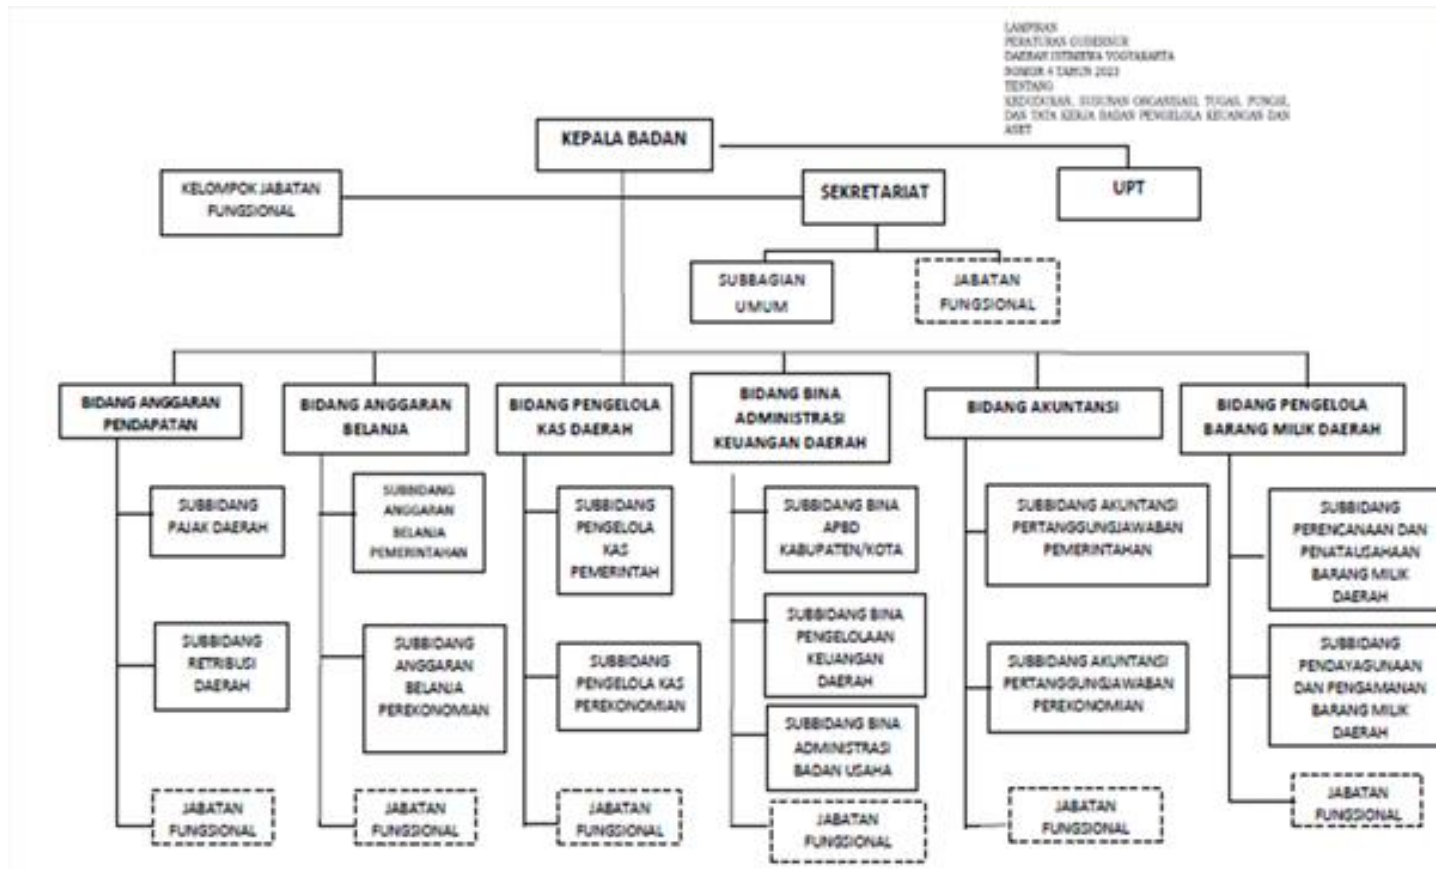 LAMPIRAN
PERATURAN GUBERNUR
DAERAH ISTIMEWA YOGYAKARTA
NOMOR 4 TAHUN 2023
TENTANG
KEDUDUKAN, SUSUNAN ORGANISASI, TUGAS, FUNGSI,
DAN TATA KERJA BADAN PENGELOLA KEUANGAN DAN
ASET
KEPALA BADAN
KELOMPOK JABATAN
FUNGSIONAL
SEKRETARIAT
UPT
SUBBAGIAN
UMUM
JABATAN
FUNGSIONAL
BIDANG ANGGARAN
PENDAPATAN
SUBBIDANG
PAJAK DAERAH
SUBBIDANG
RETRIBUSI
DAERAH
JABATAN
FUNGSIONAL
BIDANG ANGGARAN
BELANJA
SUBBIDANG
ANGGARAN
BELANJA
PEMERINTAHAN
SUBBIDANG
ANGGARAN
BELANJA
PEREKONOMIAN
JABATAN
FUNGSIONAL
BIDANG PENGELOLA
KAS DAERAH
SUBBIDANG
PENGELOLA
KAS
PEMERINTAH
SUBBIDANG
PENGELOLA KAS
PEREKONOMIAN
JABATAN
FUNGSIONAL
BIDANG BINA
ADMINISTRASI
KEUANGAN DAERAH
SUBBIDANG BINA
APBD
KABUPATEN/KOTA
SUBBIDANG BINA
PENGELOLAAN
KEUANGAN
DAERAH
SUBBIDANG BINA
ADMINISTRASI
BADAN USAHA
JABATAN
FUNGSIONAL
BIDANG AKUNTANSI
SUBBIDANG AKUNTANSI
PERTANGGUNGJAWABAN
PEMERINTAHAN
SUBBIDANG AKUNTANSI
PERTANGGUNGJAWABAN
PEREKONOMIAN
JABATAN
FUNGSIONAL
BIDANG PENGELOLA
BARANG MILIK DAERAH
SUBBIDANG
PERENCANAAN DAN
PENATAUSAHAAN
BARANG MILIK
DAERAH
SUBBIDANG
PENDAYAGUNAAN
DAN PENGAMANAN
BARANG MILIK
DAERAH
JABATAN
FUNGSIONAL